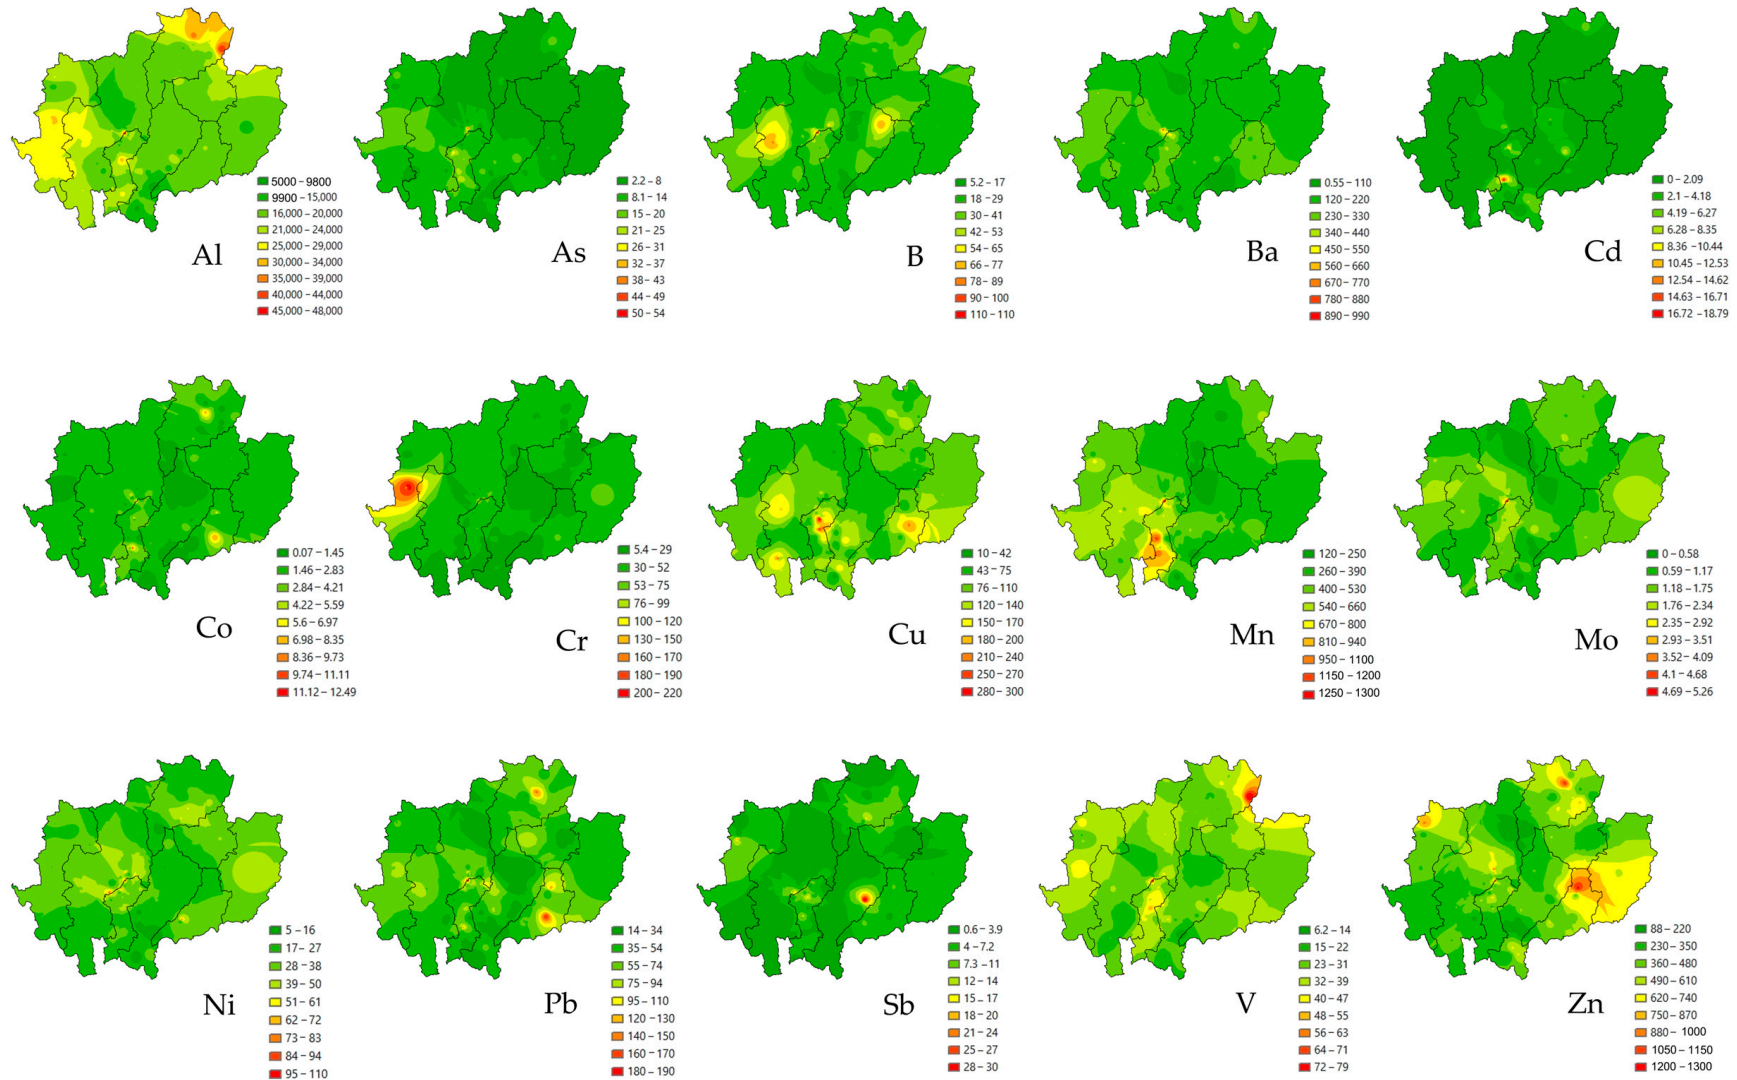 5000 – 9800
9900 – 15,000
16,000 – 20,000
21,000 – 24,000
25,000 – 29,000
30,000 – 34,000
35,000 – 39,000
40,000 – 44,000
45,000 – 48,000
Al
2.2 – 8
8.1 – 14
15 – 20
21 – 25
26 – 31
32 – 37
38 – 43
44 – 49
50 – 54
As
5.2 – 17
18 – 29
30 – 41
42 – 53
54 – 65
66 – 77
78 – 89
90 – 100
110 – 110
B
0.55 – 110
120 – 220
230 – 330
340 – 440
450 – 550
560 – 660
670 – 770
780 – 880
890 – 990
Ba
0 – 2.09
2.1 – 4.18
4.19 – 6.27
6.28 – 8.35
8.36 – 10.44
10.45 – 12.53
12.54 – 14.62
14.63 – 16.71
16.72 – 18.79
Cd
0.07 – 1.45
1.46 – 2.83
2.84 – 4.21
4.22 – 5.59
5.6 – 6.97
6.98 – 8.35
8.36 – 9.73
9.74 – 11.11
11.12 – 12.49
Co
5.4 – 29
30 – 52
53 – 75
76 – 99
100 – 120
130 – 150
160 – 170
180 – 190
200 – 220
Cr
10 – 42
43 – 75
76 – 110
120 – 140
150 – 170
180 – 200
210 – 240
250 – 270
280 – 300
Cu
120 – 250
260 – 390
400 – 530
540 – 660
670 – 800
810 – 940
950 – 1100
1150 – 1200
1250 – 1300
Mn
0 – 0.58
0.59 – 1.17
1.18 – 1.75
1.76 – 2.34
2.35 – 2.92
2.93 – 3.51
3.52 – 4.09
4.1 – 4.68
4.69 – 5.26
Mo
5 – 16
17 – 27
28 – 38
39 – 50
51 – 61
62 – 72
73 – 83
84 – 94
95 – 110
Ni
14 – 34
35 – 54
55 – 74
75 – 94
95 – 110
120 – 130
140 – 150
160 – 170
180 – 190
Pb
0.6 – 3.9
4 – 7.2
7.3 – 11
12 – 14
15 – 17
18 – 20
21 – 24
25 – 27
28 – 30
Sb
6.2 – 14
15 – 22
23 – 31
32 – 39
40 – 47
48 – 55
56 – 63
64 – 71
72 – 79
V
88 – 220
230 – 350
360 – 480
490 – 610
620 – 740
750 – 870
880 – 1000
1050 – 1150
1200 – 1300
Zn